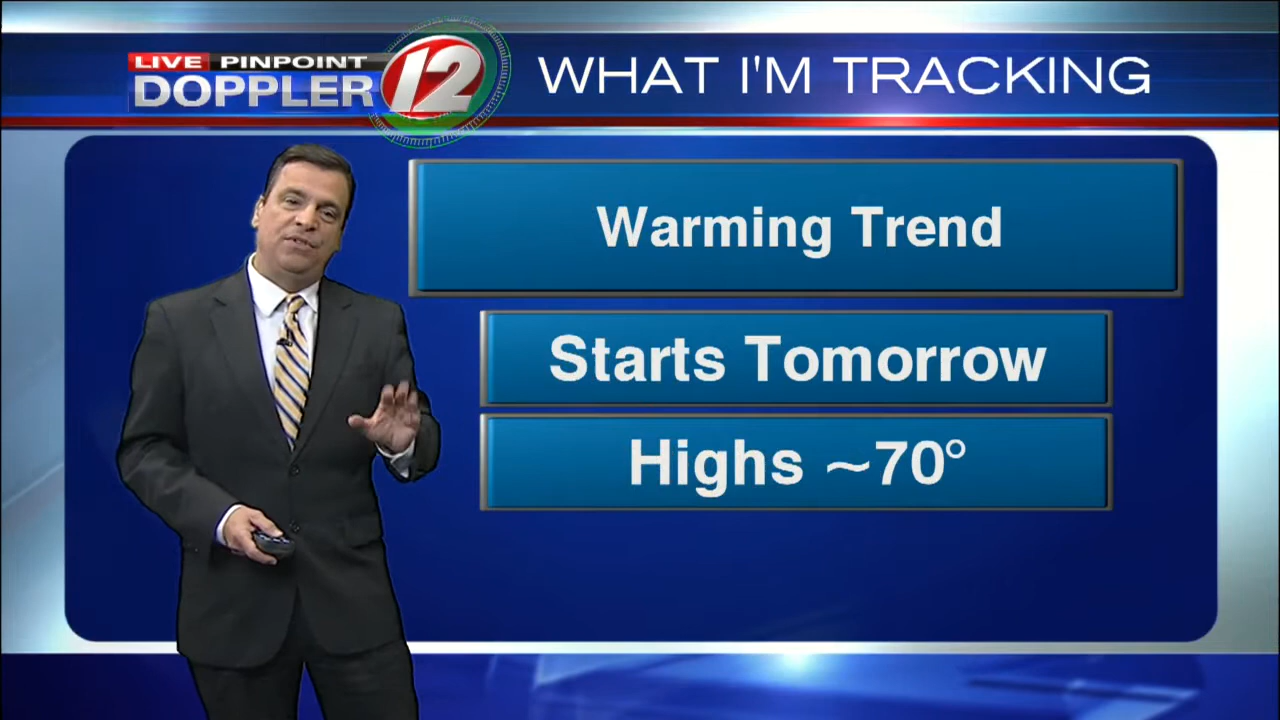 LIVE PINPOINT
DOPPLER 12
WHAT I'M TRACKING
Warming Trend
Starts Tomorrow
Highs ~70°